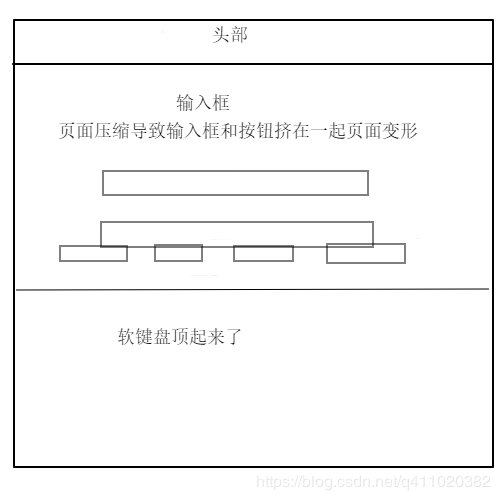 头部
输入框
页面压缩导致输入框和按钮挤在一起页面变形
软键盘顶起来了
https://blog.csdn.net/q411020382